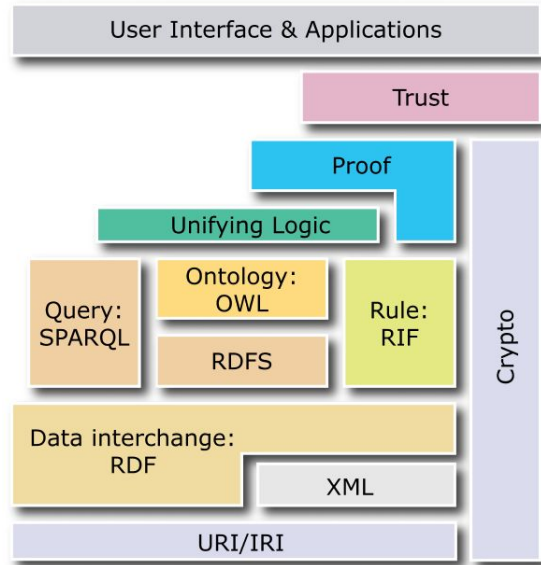 User Interface & Applications
Trust
Proof
Unifying Logic
Query:
SPARQL
Ontology:
OWL
RDFS
Rule:
RIF
Crypto
Data interchange:
RDF
XML
URI/IRI